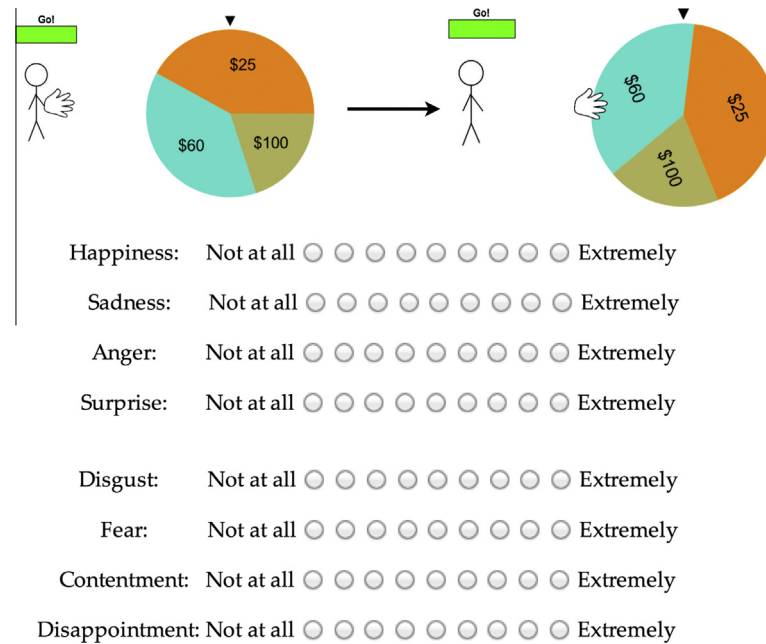 Go!
Go!
$25
$60
$100
$60
$25
$100
Happiness: Not at all Extremely
Sadness: Not at all Extremely
Anger: Not at all Extremely
Surprise: Not at all Extremely
Disgust: Not at all Extremely
Fear: Not at all Extremely
Contentment: Not at all Extremely
Disappointment: Not at all Extremely